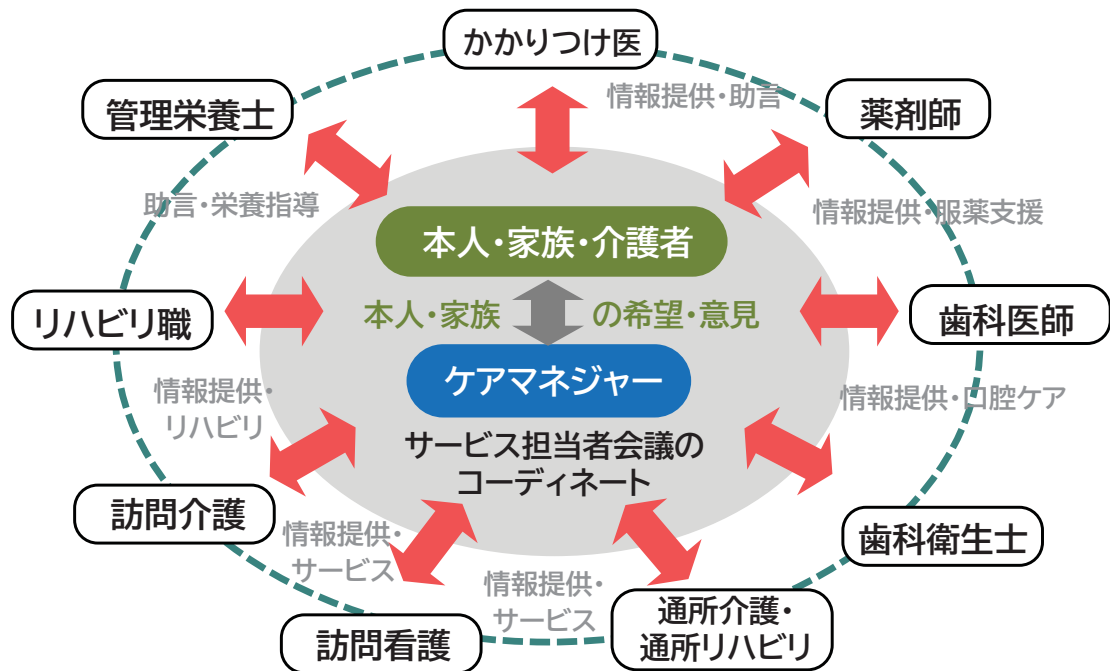 かかりつけ医
管理栄養士
情報提供・助言
薬剤師
助言・栄養指導
情報提供・服薬支援
本人・家族・介護者
リハビリ職
本人・家族 の希望・意見
歯科医師
ケアマネジャー
情報提供・
リハビリ
情報提供・口腔ケア
サービス担当者会議の
コーディネート
訪問介護
情報提供・
サービス
歯科衛生士
情報提供・
サービス
通所介護・
通所リハビリ
訪問看護